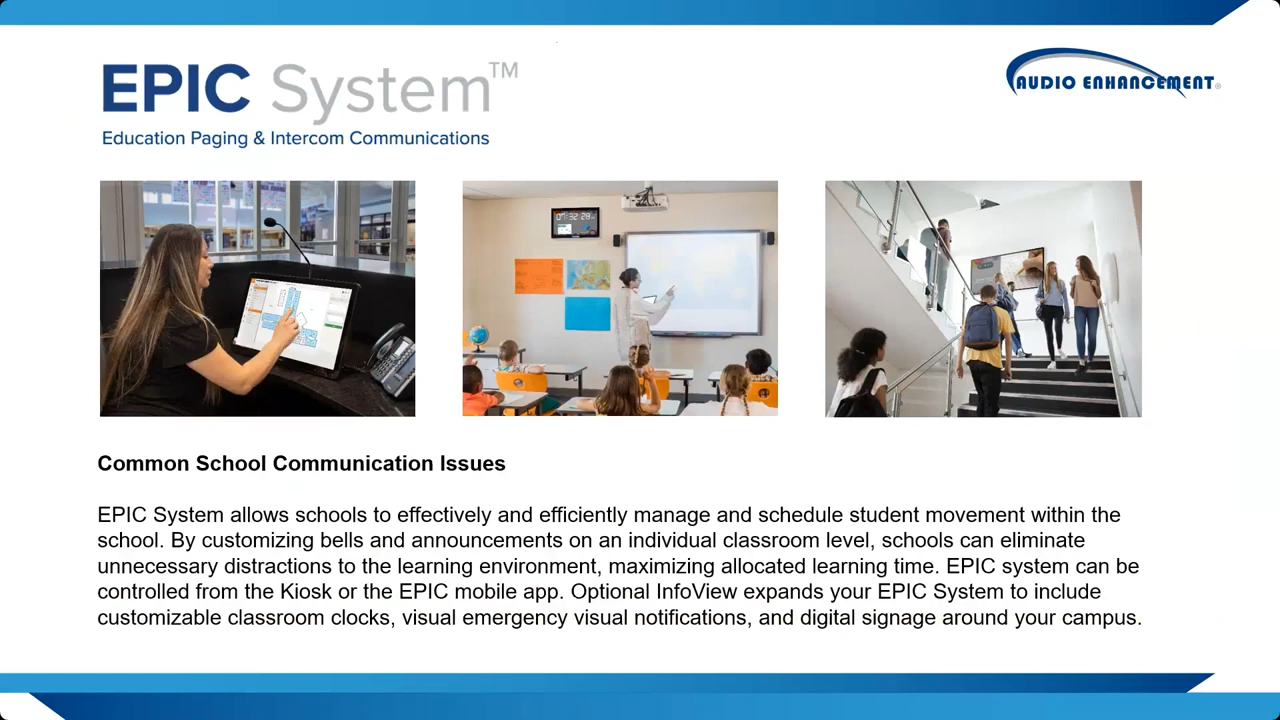 EPIC System™
Education Paging & Intercom Communications
AUDIO ENHANCEMENT®
07:32 28
Common School Communication Issues
EPIC System allows schools to effectively and efficiently manage and schedule student movement within the
school. By customizing bells and announcements on an individual classroom level, schools can eliminate
unnecessary distractions to the learning environment, maximizing allocated learning time. EPIC system can be
controlled from the Kiosk or the EPIC mobile app. Optional InfoView expands your EPIC System to include
customizable classroom clocks, visual emergency visual notifications, and digital signage around your campus.